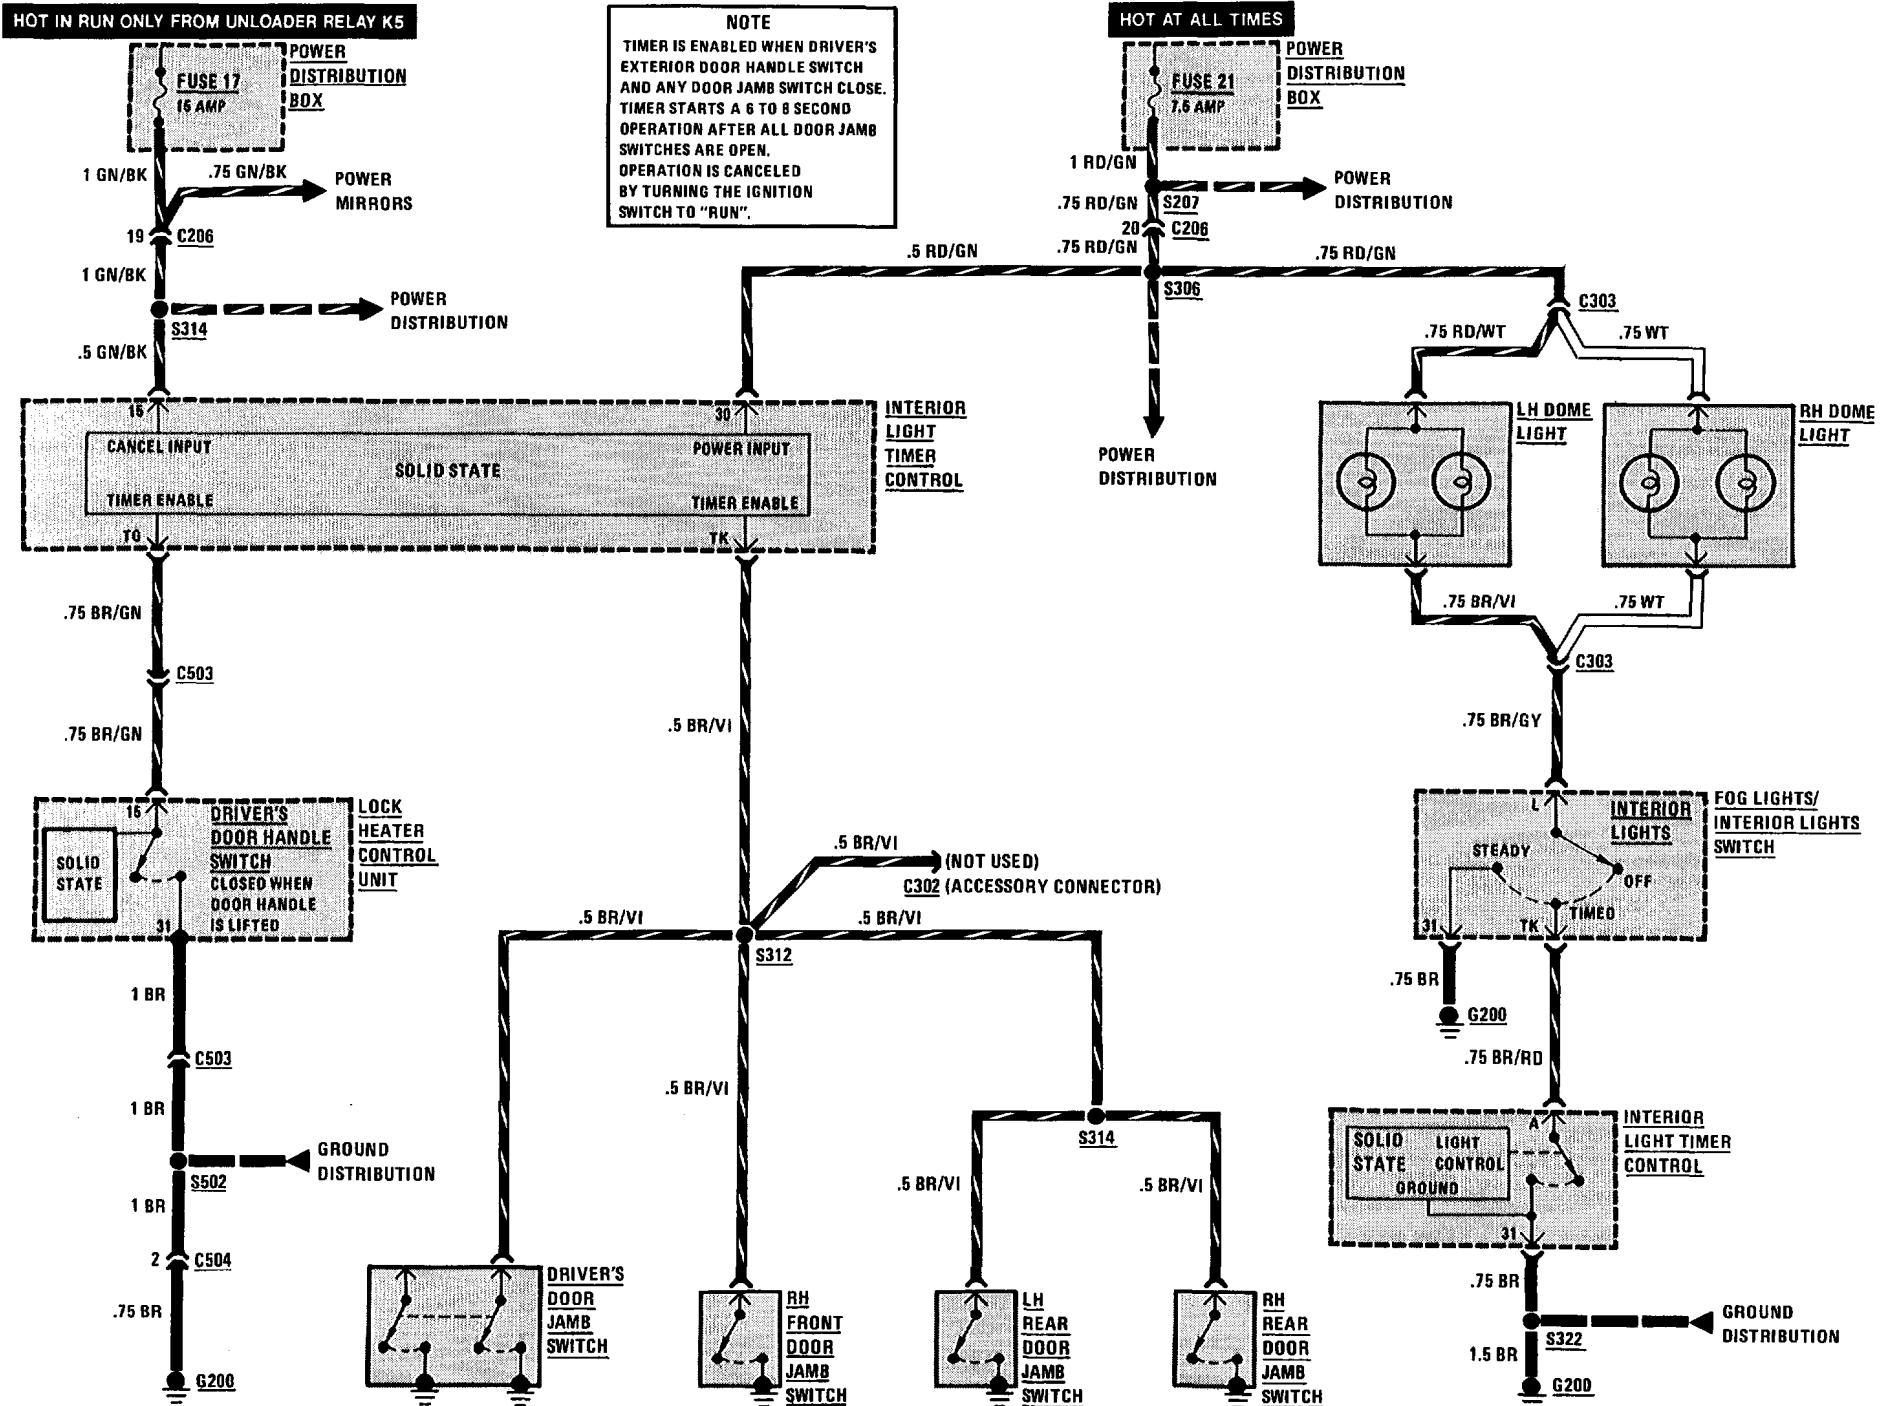 HOT IN RUN ONLY FROM UNLOADER RELAY K5
POWER
DISTRIBUTION
BOX
FUSE 17
15 AMP
1 GN/BK
.75 GN/BK
POWER
MIRRORS
19
C206
1 GN/BK
POWER
DISTRIBUTION
S314
.5 GN/BK
NOTE
TIMER IS ENABLED WHEN DRIVER'S
EXTERIOR DOOR HANDLE SWITCH
AND ANY DOOR JAMB SWITCH CLOSE.
TIMER STARTS A 6 TO 8 SECOND
OPERATION AFTER ALL DOOR JAMB
SWITCHES ARE OPEN.
OPERATION IS CANCELED
BY TURNING THE IGNITION
SWITCH TO "RUN".
HOT AT ALL TIMES
POWER
DISTRIBUTION
BOX
FUSE 21
7.5 AMP
1 RD/GN
POWER
DISTRIBUTION
.75 RD/GN
S207
20
C206
.75 RD/GN
.5 RD/GN
.75 RD/GN
S306
C303
.75 RD/WT
.75 WT
POWER
DISTRIBUTION
LH DOME
LIGHT
RH DOME
LIGHT
15
30
CANCEL INPUT
POWER INPUT
SOLID STATE
TIMER ENABLE
TIMER ENABLE
TG
TK
INTERIOR
LIGHT
TIMER
CONTROL
.75 BR/GN
C503
.75 BR/GN
.5 BR/VI
.75 BR/VI
.75 WT
C303
.75 BR/GY
15
SOLID
STATE
DRIVER'S
DOOR HANDLE
SWITCH
CLOSED WHEN
DOOR HANDLE
IS LIFTED
31
LOCK
HEATER
CONTROL
UNIT
.5 BR/VI
(NOT USED)
C302 (ACCESSORY CONNECTOR)
.5 BR/VI
.5 BR/VI
S312
L
INTERIOR
LIGHTS
STEADY
OFF
TIMED
31
TK
FOG LIGHTS/
INTERIOR LIGHTS
SWITCH
.75 BR
G200
.75 BR/RD
1 BR
C503
1 BR
GROUND
DISTRIBUTION
S502
1 BR
2
C504
.75 BR
G200
.5 BR/VI
S314
.5 BR/VI
.5 BR/VI
A
SOLID
STATE
LIGHT
CONTROL
GROUND
31
INTERIOR
LIGHT TIMER
CONTROL
.75 BR
GROUND
DISTRIBUTION
S322
1.5 BR
G200
DRIVER'S
DOOR
JAMB
SWITCH
RH
FRONT
DOOR
JAMB
SWITCH
LH
REAR
DOOR
JAMB
SWITCH
RH
REAR
DOOR
JAMB
SWITCH